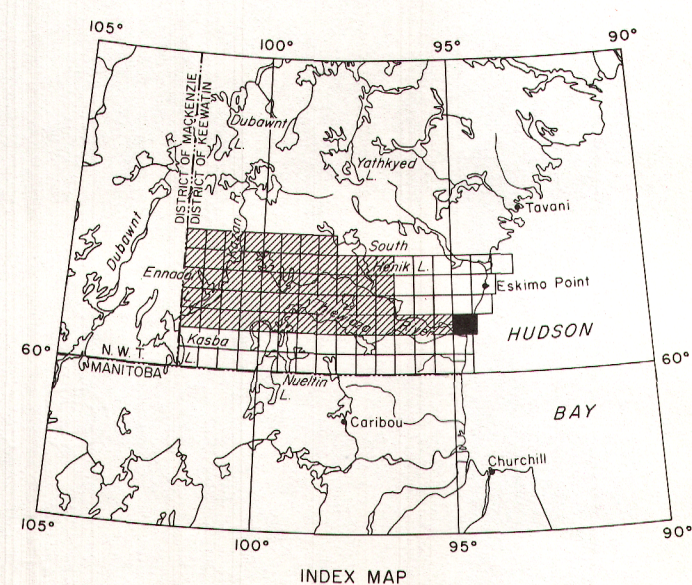 105°
100°
95°
90°
DISTRICT OF MACKENZIE
DISTRICT OF KEEWATIN
Dubawnt
L.
R.
Yathkyed
L.
R.
Tavani
Dubawnt
Kazan
South
Henik L.
Ennadai
L.
Eskimo Point
River
HUDSON
60°
N.W.T.
MANITOBA
Kasba
L.
60°
Nueltin
L.
BAY
Caribou
Churchill
105°
100°
95°
90°
INDEX MAP